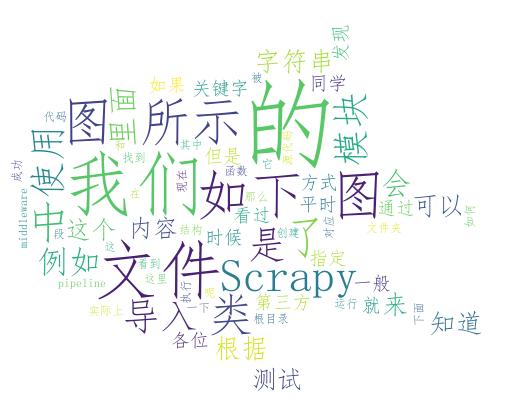 字符串
发现
如果
关键字
被
同学
代码
图
里面
所示
的
模块
和
找到
其中
但是
它
源代码
成功
使用
我们
现在
函数
方式
会
在
如下
图
平时
通过
可以
middleware
中
段
这个
这
内容
结构
那么
看过
时候
创建
了
对应
文件夹
如何
例如
文件
看到
是
指定
pipeline
这里
执行
呢
Scrapy
一般
实际上
导入
一下
类
第三方
根目录
运行
就
来
下面
知道
各位
根据
测试